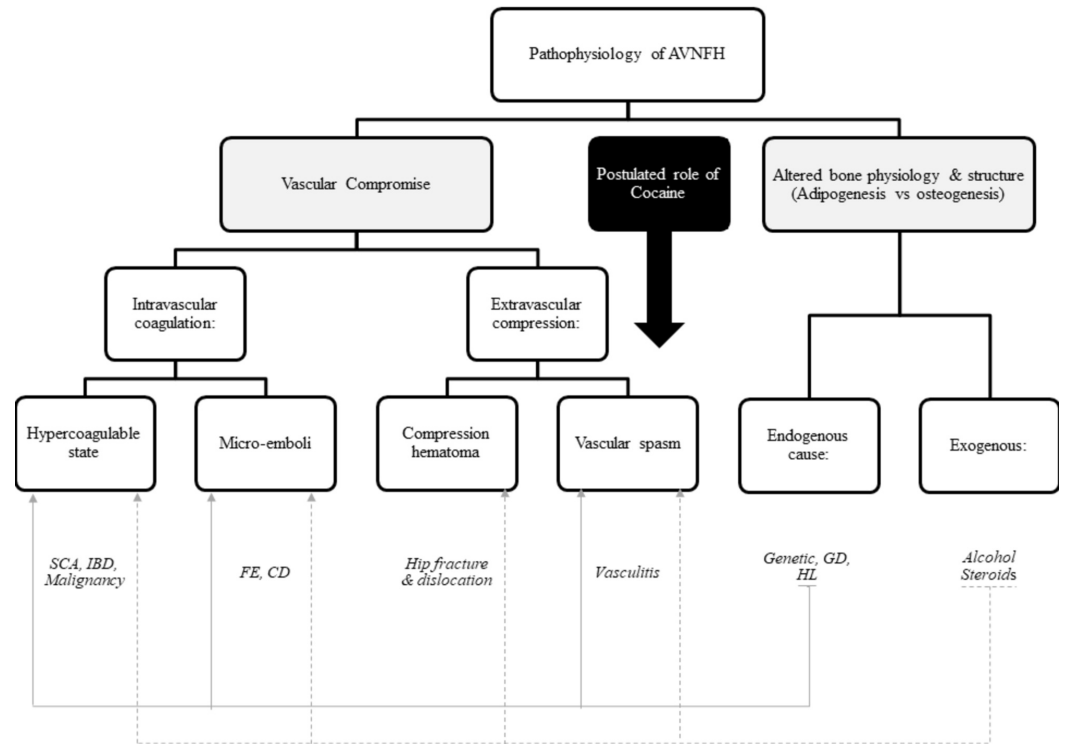 Pathophysiology of AVNFH
Vascular Compromise
Postulated role of
Cocaine
Altered bone physiology & structure
(Adipogenesis vs osteogenesis)
Intravascular
coagulation:
Extravascular
compression:
Hypercoagulable
state
Micro-emboli
Compression
hematoma
Vascular spasm
Endogenous
cause:
Exogenous:
SCA, IBD,
Malignancy
FE, CD
Hip fracture
& dislocation
Vasculitis
Genetic, GD,
HL
Alcohol
Steroids